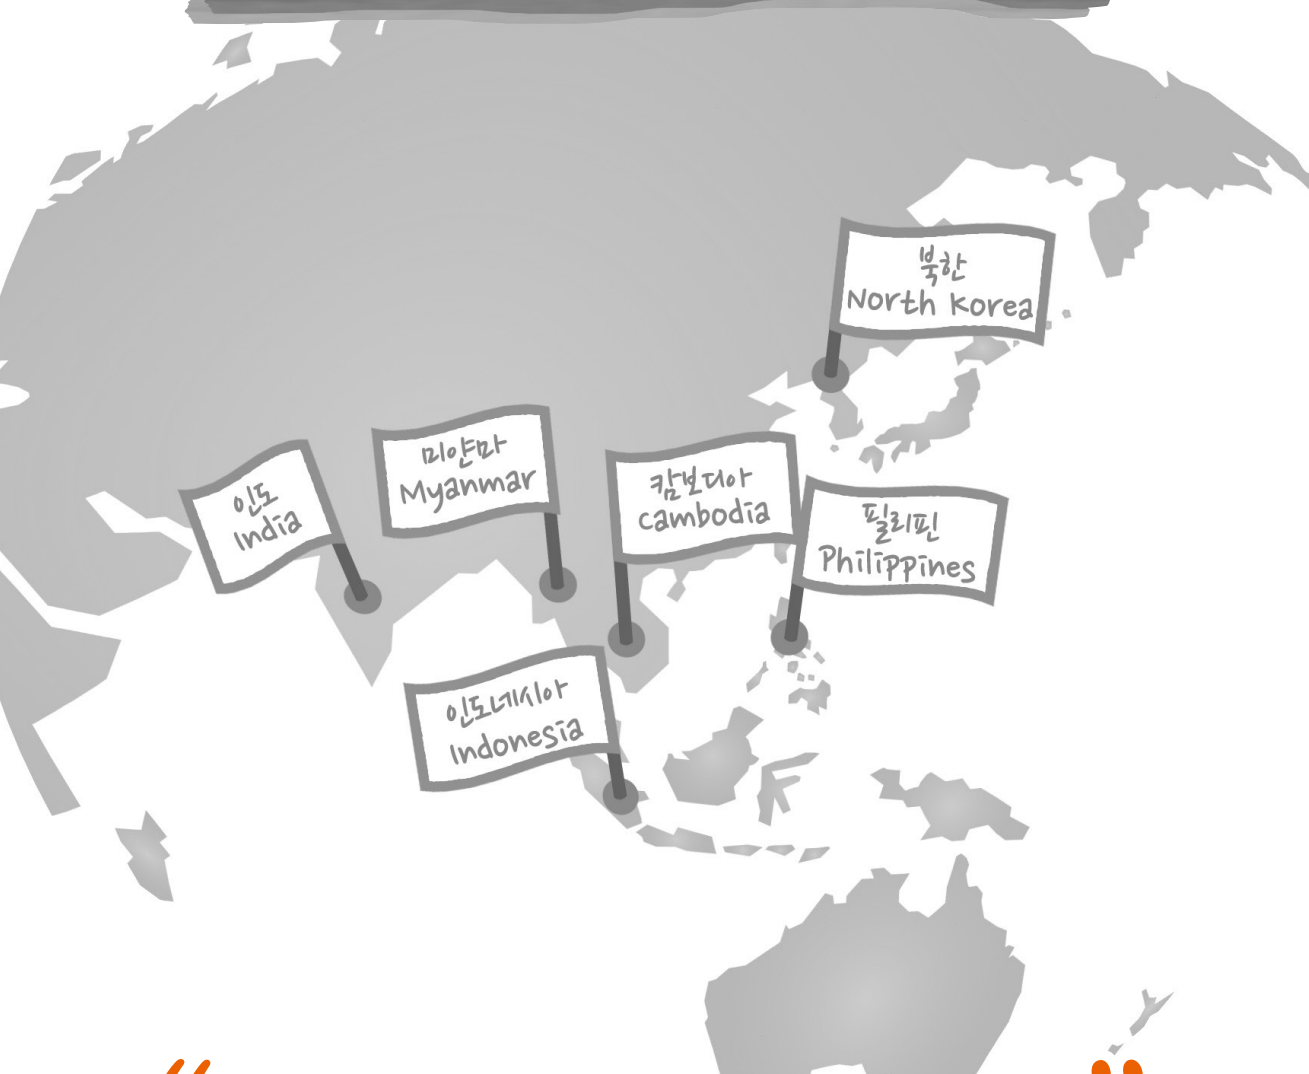 북한
North Korea
미얀마
Myanmar
인도
India
캄보디아
Cambodia
필리핀
Philippines
인도네시아
Indonesia
“ ”